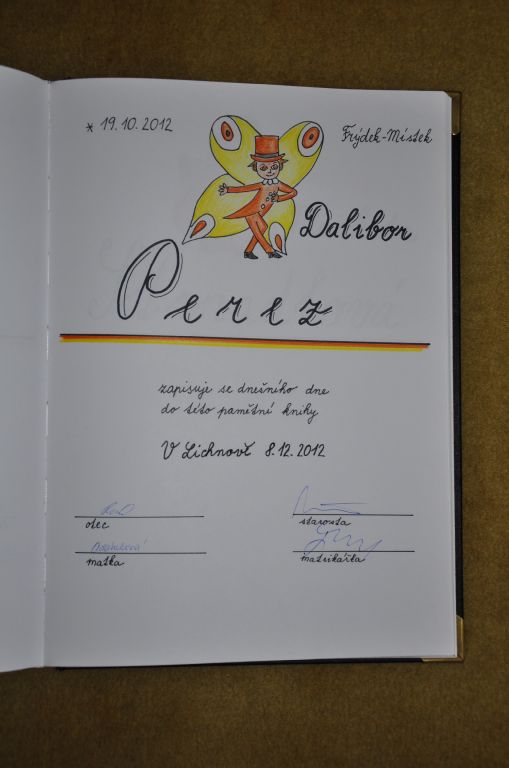 * 19.10.2012
Frýdek-Místek
Dalibor
Perez
zapisuje se dnešního dne
do této pamětní knihy
V Lichnově 8.12.2012
otec
starosta
matka
matrikářka